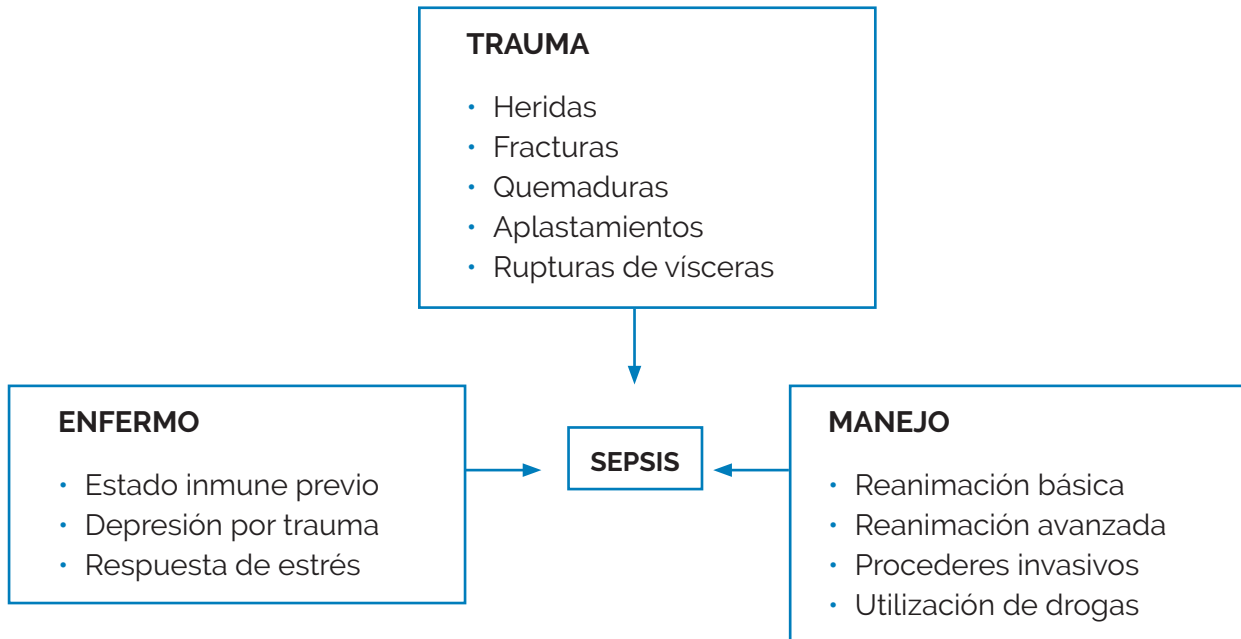 TRAUMA
• Heridas
• Fracturas
• Quemaduras
• Aplastamientos
• Rupturas de vísceras
ENFERMO
• Estado inmune previo
• Depresión por trauma
• Respuesta de estrés
SEPSIS
MANEJO
• Reanimación básica
• Reanimación avanzada
• Procederes invasivos
• Utilización de drogas